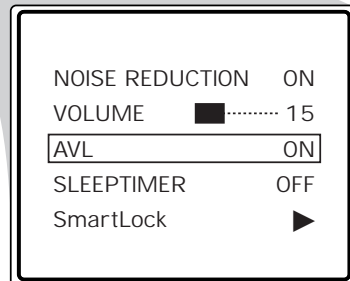 NOISE REDUCTION ON
VOLUME 15
AVL ON
SLEEPTIMER OFF
SmartLock